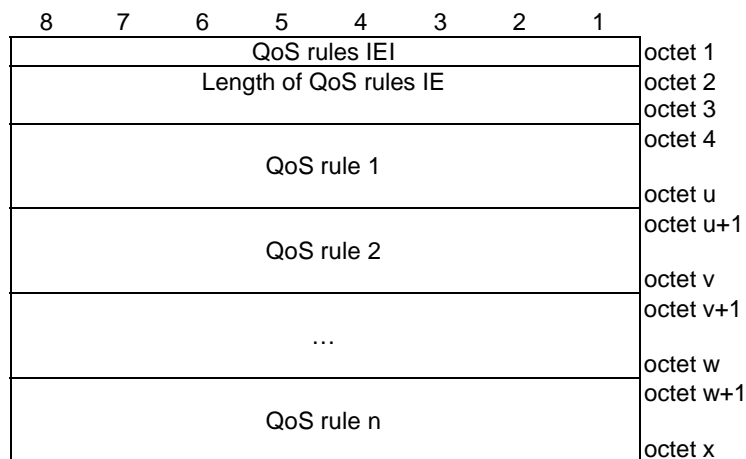 8 7 6 5 4 3 2 1
QoS rules IEI octet 1
Length of QoS rules IE octet 2
octet 3
octet 4
QoS rule 1
octet u
octet u+1
QoS rule 2
octet v
octet v+1
…
octet w
octet w+1
QoS rule n
octet x